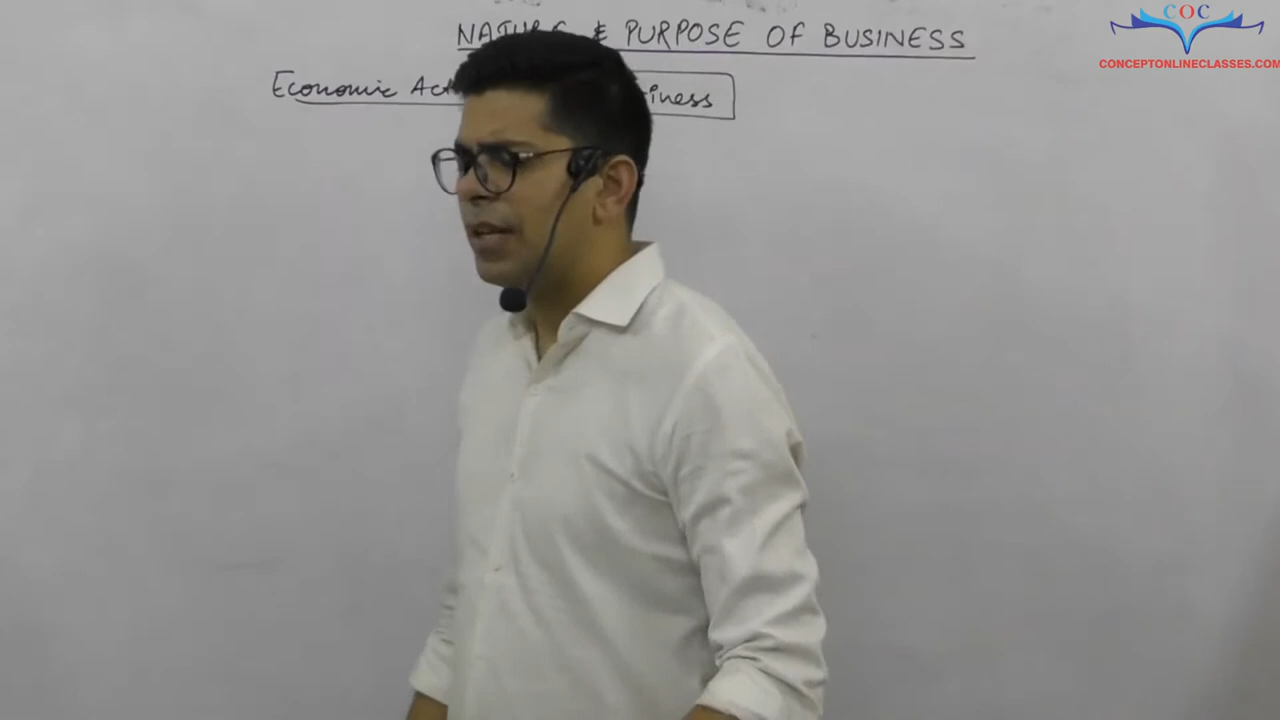 COC
CONCEPTONLINECLASSES.COM
& PURPOSE OF BUSINESS
Economic